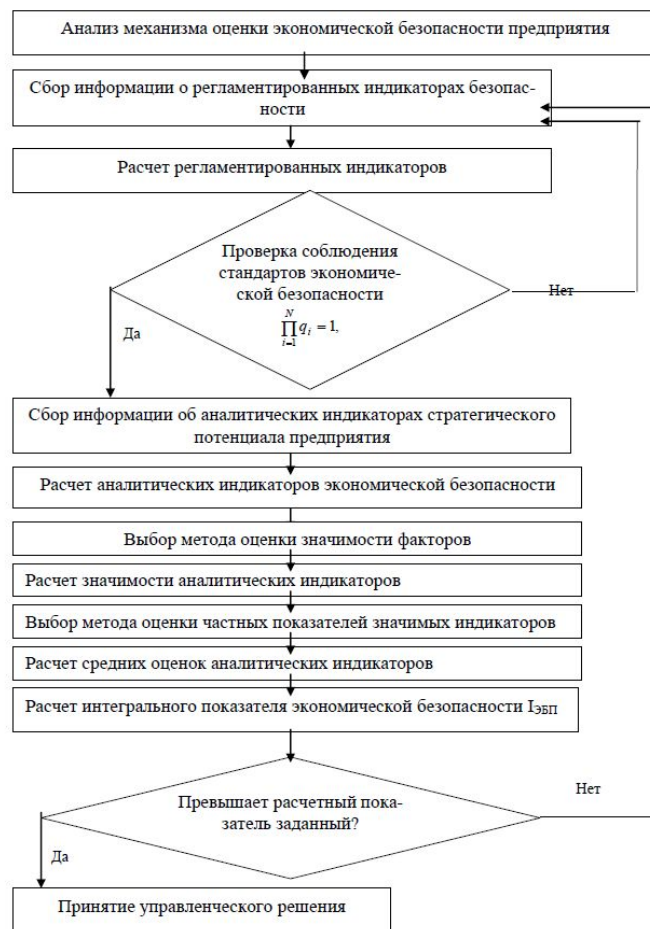 Анализ механизма оценки экономической безопасности предприятия
Сбор информации о регламентированных индикаторах безопас-
ности
Расчет регламентированных индикаторов
Проверка соблюдения
стандартов экономиче-
ской безопасности
N
∏ qi = 1,
i=1
Нет
Да
Сбор информации об аналитических индикаторах стратегического
потенциала предприятия
Расчет аналитических индикаторов экономической безопасности
Выбор метода оценки значимости факторов
Расчет значимости аналитических индикаторов
Выбор метода оценки частных показателей значимых индикаторов
Расчет средних оценок аналитических индикаторов
Расчет интегрального показателя экономической безопасности IЭБП
Превышает расчетный пока-
затель заданный?
Нет
Да
Принятие управленческого решения